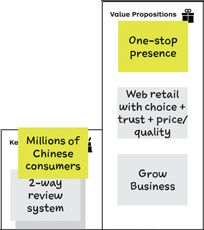 Value Propositions
One-stop
presence
Web retail
with choice +
trust + price/
quality
Grow
Business
Ke
Millions of
Chinese
consumers
2-way
review
system